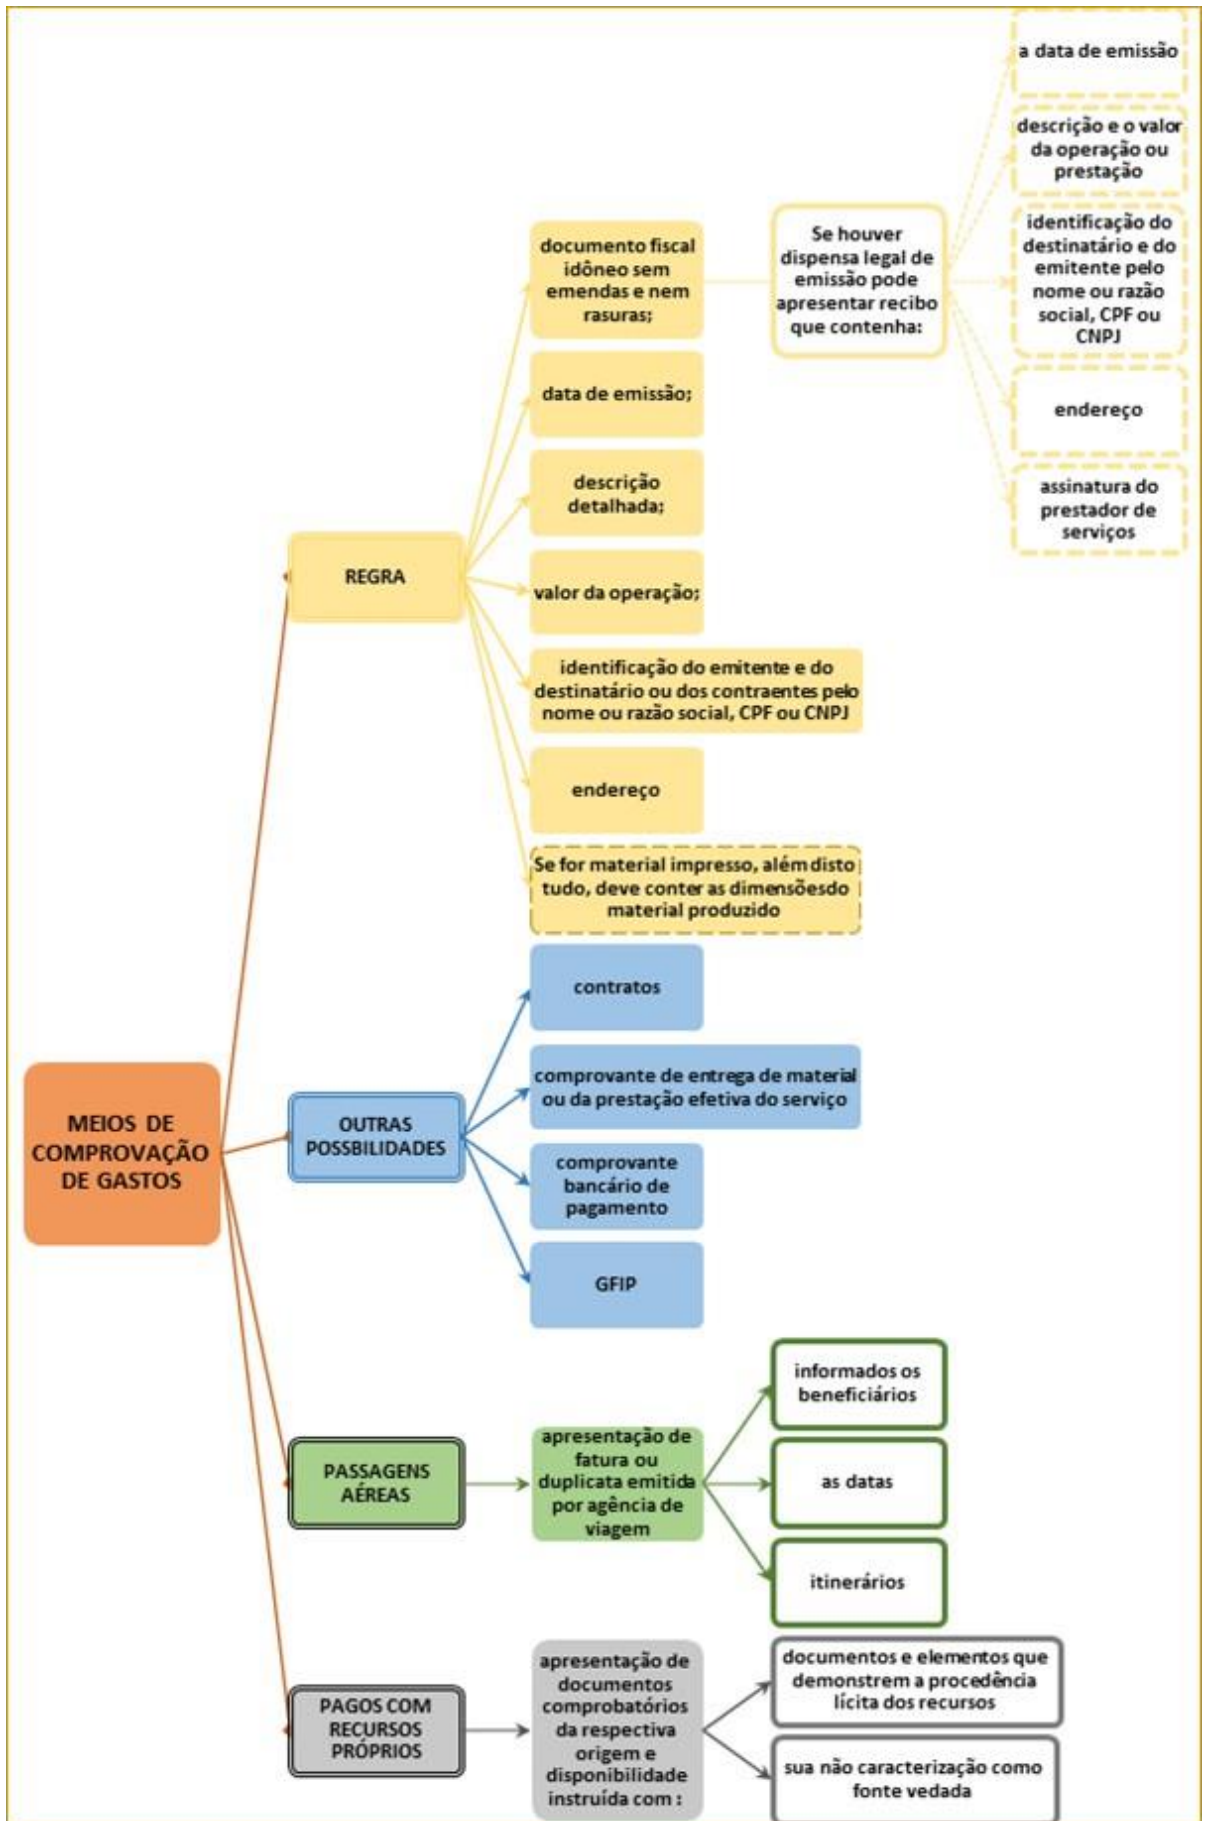 MEIOS DE
COMPROVAÇÃO
DE GASTOS
REGRA
documento fiscal
idôneo sem
emendas e nem
rasuras;
Se houver
dispensa legal de
emissão pode
apresentar recibo
que contenha:
a data de emissão
descrição e o valor
da operação ou
prestação
identificação do
destinatário e do
emitente pelo
nome ou razão
social, CPF ou
CNPJ
endereço
assinatura do
prestador de
serviços
data de emissão;
descrição
detalhada;
valor da operação;
identificação do emitente e do
destinatário ou dos contraentes pelo
nome ou razão social, CPF ou CNPJ
endereço
Se for material impresso, além disto
tudo, deve conter as dimensõesdo
material produzido
OUTRAS
POSSBILIDADES
contratos
comprovante de entrega de material
ou da prestação efetiva do serviço
comprovante
bancário de
pagamento
GFIP
PASSAGENS
AÉREAS
apresentação de
fatura ou
duplicata emitida
por agência de
viagem
informados os
beneficiários
as datas
itinerários
PAGOS COM
RECURSOS
PRÓPRIOS
apresentação de
documentos
comprobatórios
da respectiva
origem e
disponibilidade
instruída com :
documentos e elementos que
demonstrem a procedência
lícita dos recursos
sua não caracterização como
fonte vedada